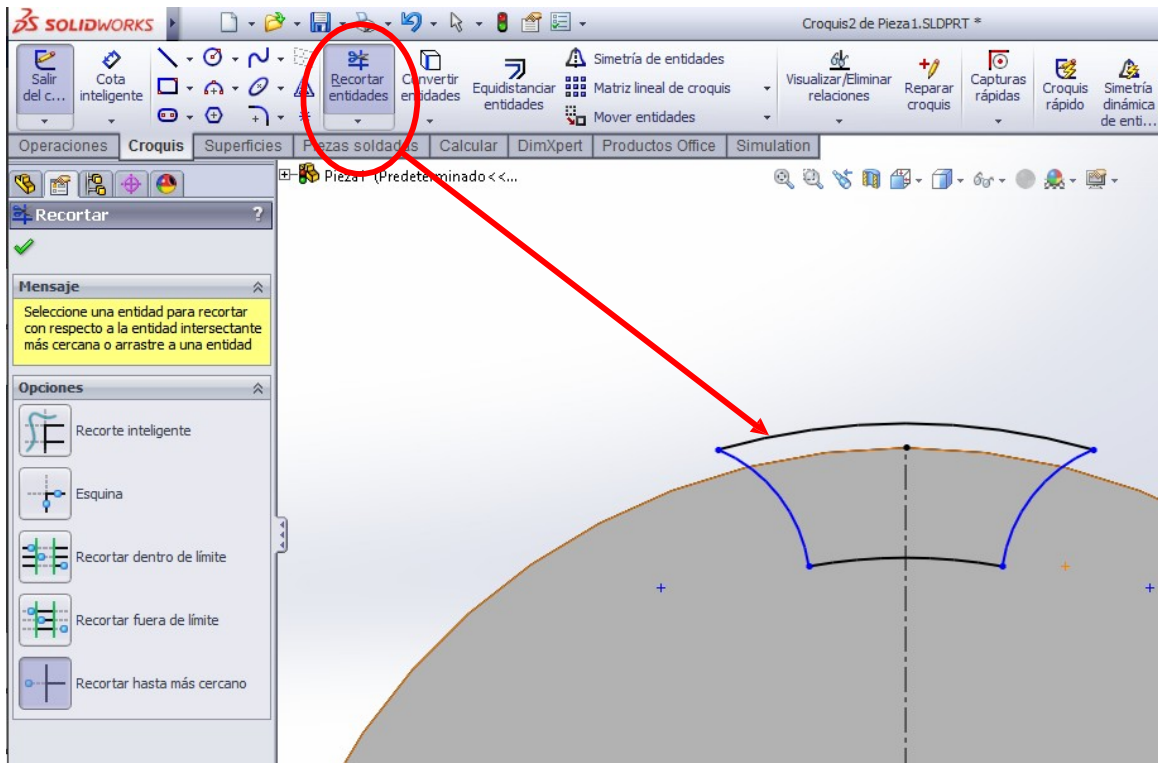 SOLIDWORKS
Croquis2 de Pieza1.SLDPRT *
Salir
del c...
Cota
inteligente
Recortar
entidades
Convertir
entidades
Equidistanciar
entidades
Simetría de entidades
Matriz lineal de croquis
Mover entidades
Visualizar/Eliminar
relaciones
Reparar
croquis
Capturas
rápidas
Croquis
rápido
Simetría
dinámica
de enti...
Operaciones Croquis Superficies Piezas soldadas Calcular DimXpert Productos Office Simulation
Pieza1 (Predeterminado<<...
Recortar ?
Mensaje
Seleccione una entidad para recortar
con respecto a la entidad intersectante
más cercana o arrastre a una entidad
Opciones
Recorte inteligente
Esquina
Recortar dentro de límite
Recortar fuera de límite
Recortar hasta más cercano